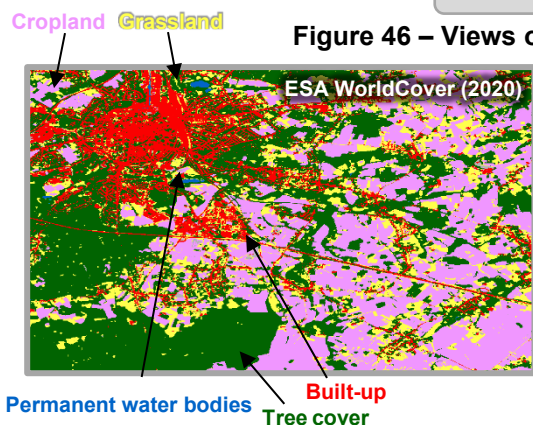 Cropland Grassland
Figure 46 – Views
ESA WorldCover (2020)
Built-up
Permanent water bodies
Tree cover